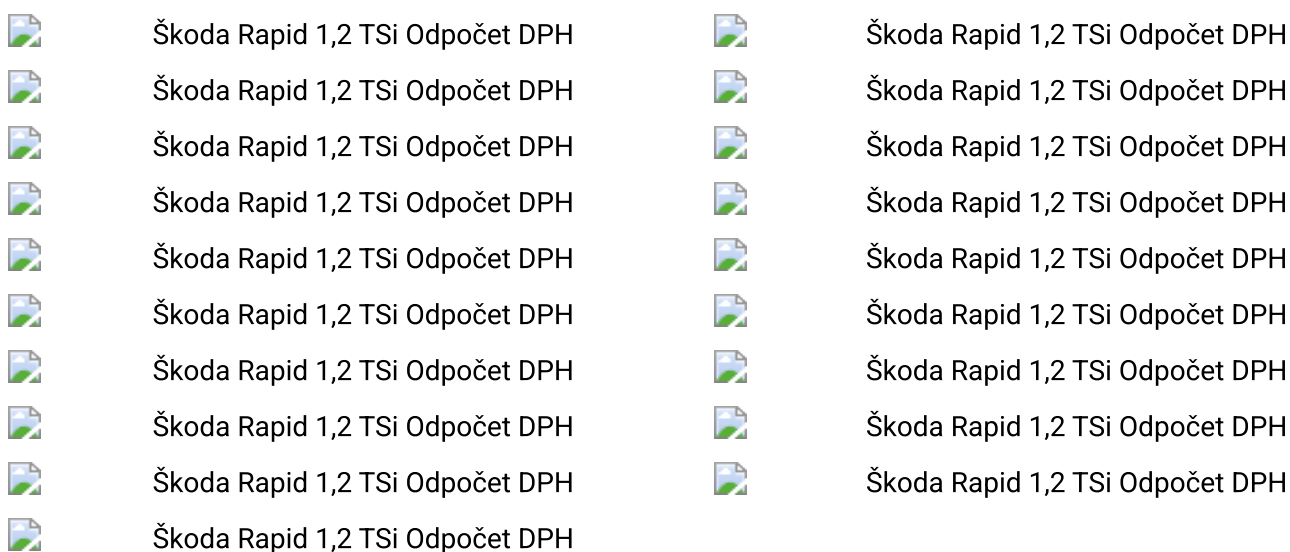 Škoda Rapid 1,2 TSi Odpočet DPH Škoda Rapid 1,2 TSi Odpočet DPH
Škoda Rapid 1,2 TSi Odpočet DPH Škoda Rapid 1,2 TSi Odpočet DPH
Škoda Rapid 1,2 TSi Odpočet DPH Škoda Rapid 1,2 TSi Odpočet DPH
Škoda Rapid 1,2 TSi Odpočet DPH Škoda Rapid 1,2 TSi Odpočet DPH
Škoda Rapid 1,2 TSi Odpočet DPH Škoda Rapid 1,2 TSi Odpočet DPH
Škoda Rapid 1,2 TSi Odpočet DPH Škoda Rapid 1,2 TSi Odpočet DPH
Škoda Rapid 1,2 TSi Odpočet DPH Škoda Rapid 1,2 TSi Odpočet DPH
Škoda Rapid 1,2 TSi Odpočet DPH Škoda Rapid 1,2 TSi Odpočet DPH
Škoda Rapid 1,2 TSi Odpočet DPH Škoda Rapid 1,2 TSi Odpočet DPH
Škoda Rapid 1,2 TSi Odpočet DPH